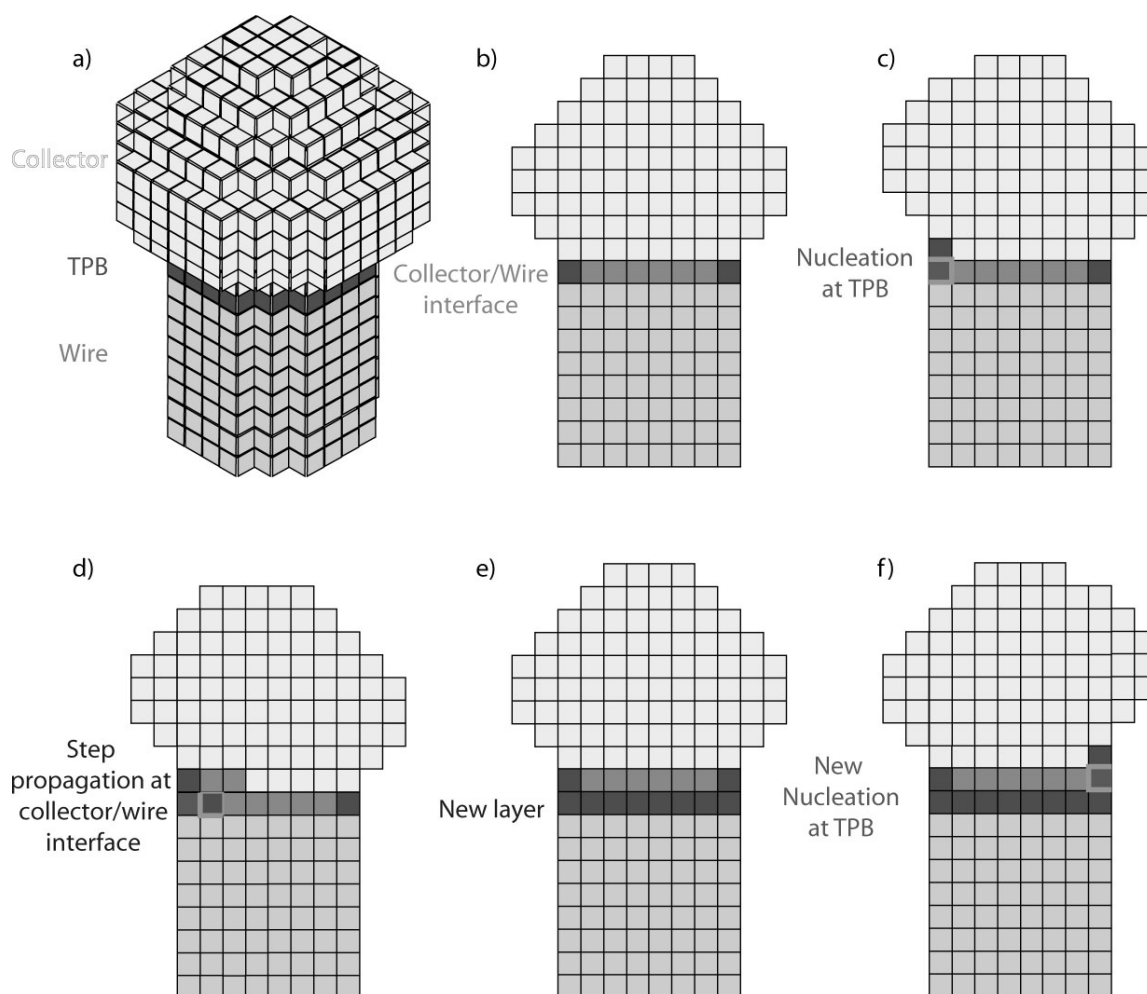 a)
Collector
TPB
Wire
b)
Collector/Wire
interface
c)
Nucleation
at TPB
d)
Step
propagation at
collector/wire
interface
e)
New layer
f)
New
Nucleation
at TPB